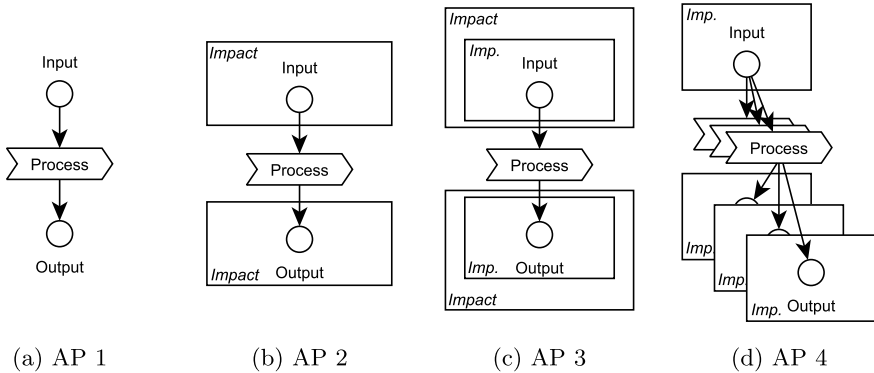 Input
Process
Output
(a) AP 1
Impact
Input
Process
Impact
Output
(b) AP 2
Impact
Imp.
Input
Process
Imp.
Output
Impact
(c) AP 3
Imp.
Input
Process
Imp.
Imp.
Imp.
Output
(d) AP 4